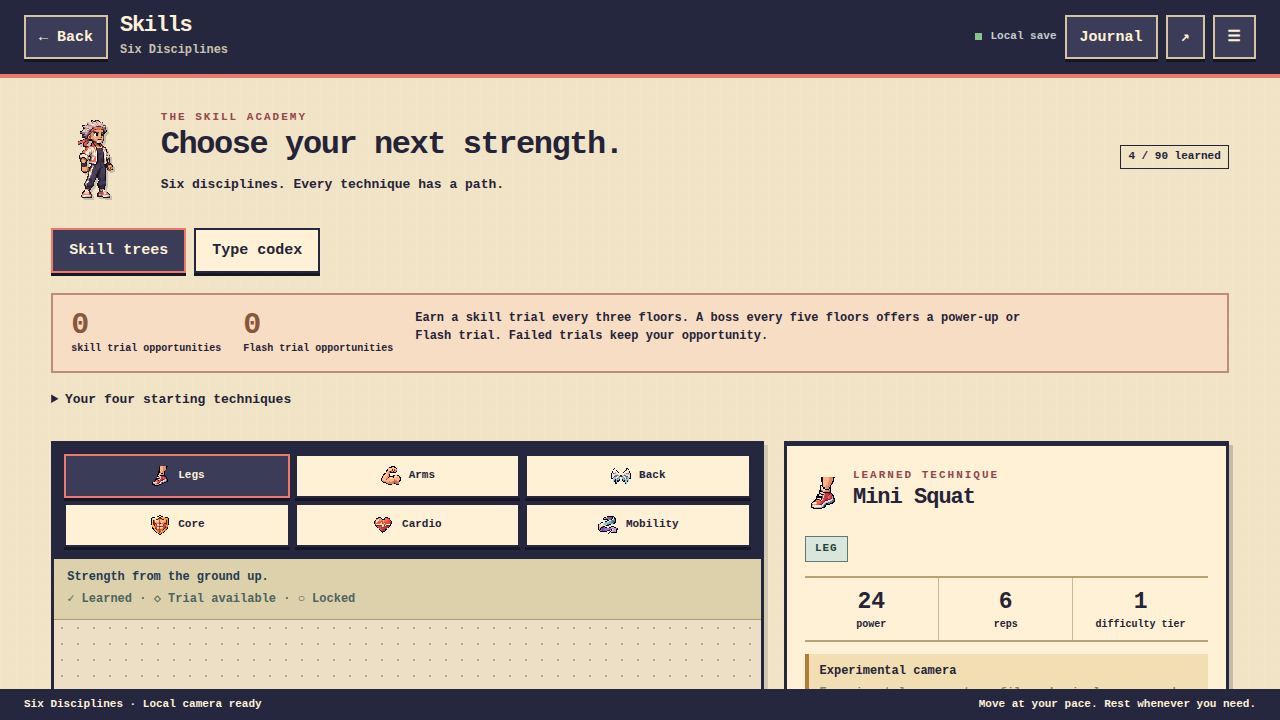 ← Back
Skills
Six Disciplines
Local save
Journal
↗
☰
THE SKILL ACADEMY
Choose your next strength.
Six disciplines. Every technique has a path.
4 / 90 learned
Skill trees
Type codex
0
skill trial opportunities
0
Flash trial opportunities
Earn a skill trial every three floors. A boss every five floors offers a power-up or
Flash trial. Failed trials keep your opportunity.
▶ Your four starting techniques
Legs
Arms
Back
Core
Cardio
Mobility
Strength from the ground up.
✓ Learned · ◇ Trial available · ○ Locked
LEARNED TECHNIQUE
Mini Squat
LEG
24
power
6
reps
1
difficulty tier
Experimental camera
Six Disciplines · Local camera ready
Move at your pace. Rest whenever you need.